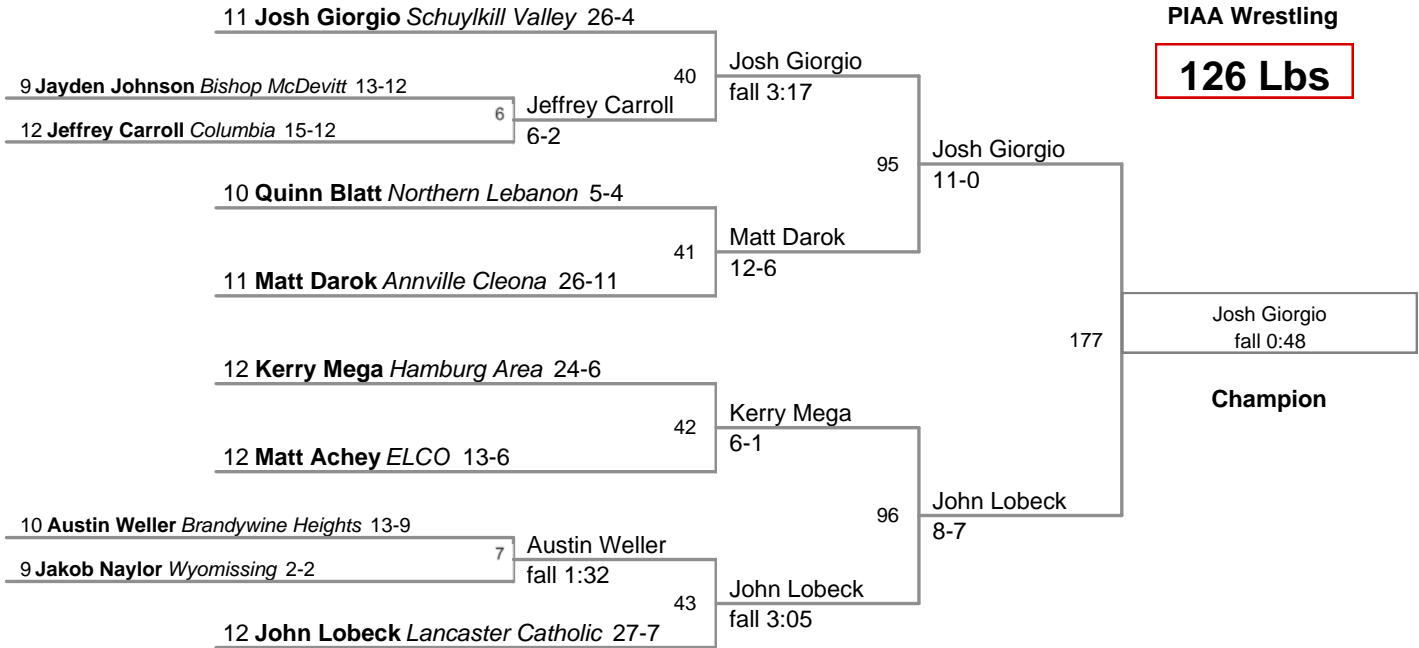 11 Josh Giorgio Schuylkill Valley 26-4
PIAA Wrestling
126 Lbs
40
Josh Giorgio
fall 3:17
9 Jayden Johnson Bishop McDevitt 13-12
6
Jeffrey Carroll
6-2
12 Jeffrey Carroll Columbia 15-12
95
Josh Giorgio
11-0
10 Quinn Blatt Northern Lebanon 5-4
41
Matt Darok
12-6
11 Matt Darok Annville Cleona 26-11
177
Josh Giorgio
fall 0:48
Champion
12 Kerry Mega Hamburg Area 24-6
42
Kerry Mega
6-1
12 Matt Achey ELCO 13-6
96
John Lobeck
8-7
10 Austin Weller Brandywine Heights 13-9
7
Austin Weller
fall 1:32
9 Jakob Naylor Wyomissing 2-2
43
John Lobeck
fall 3:05
12 John Lobeck Lancaster Catholic 27-7